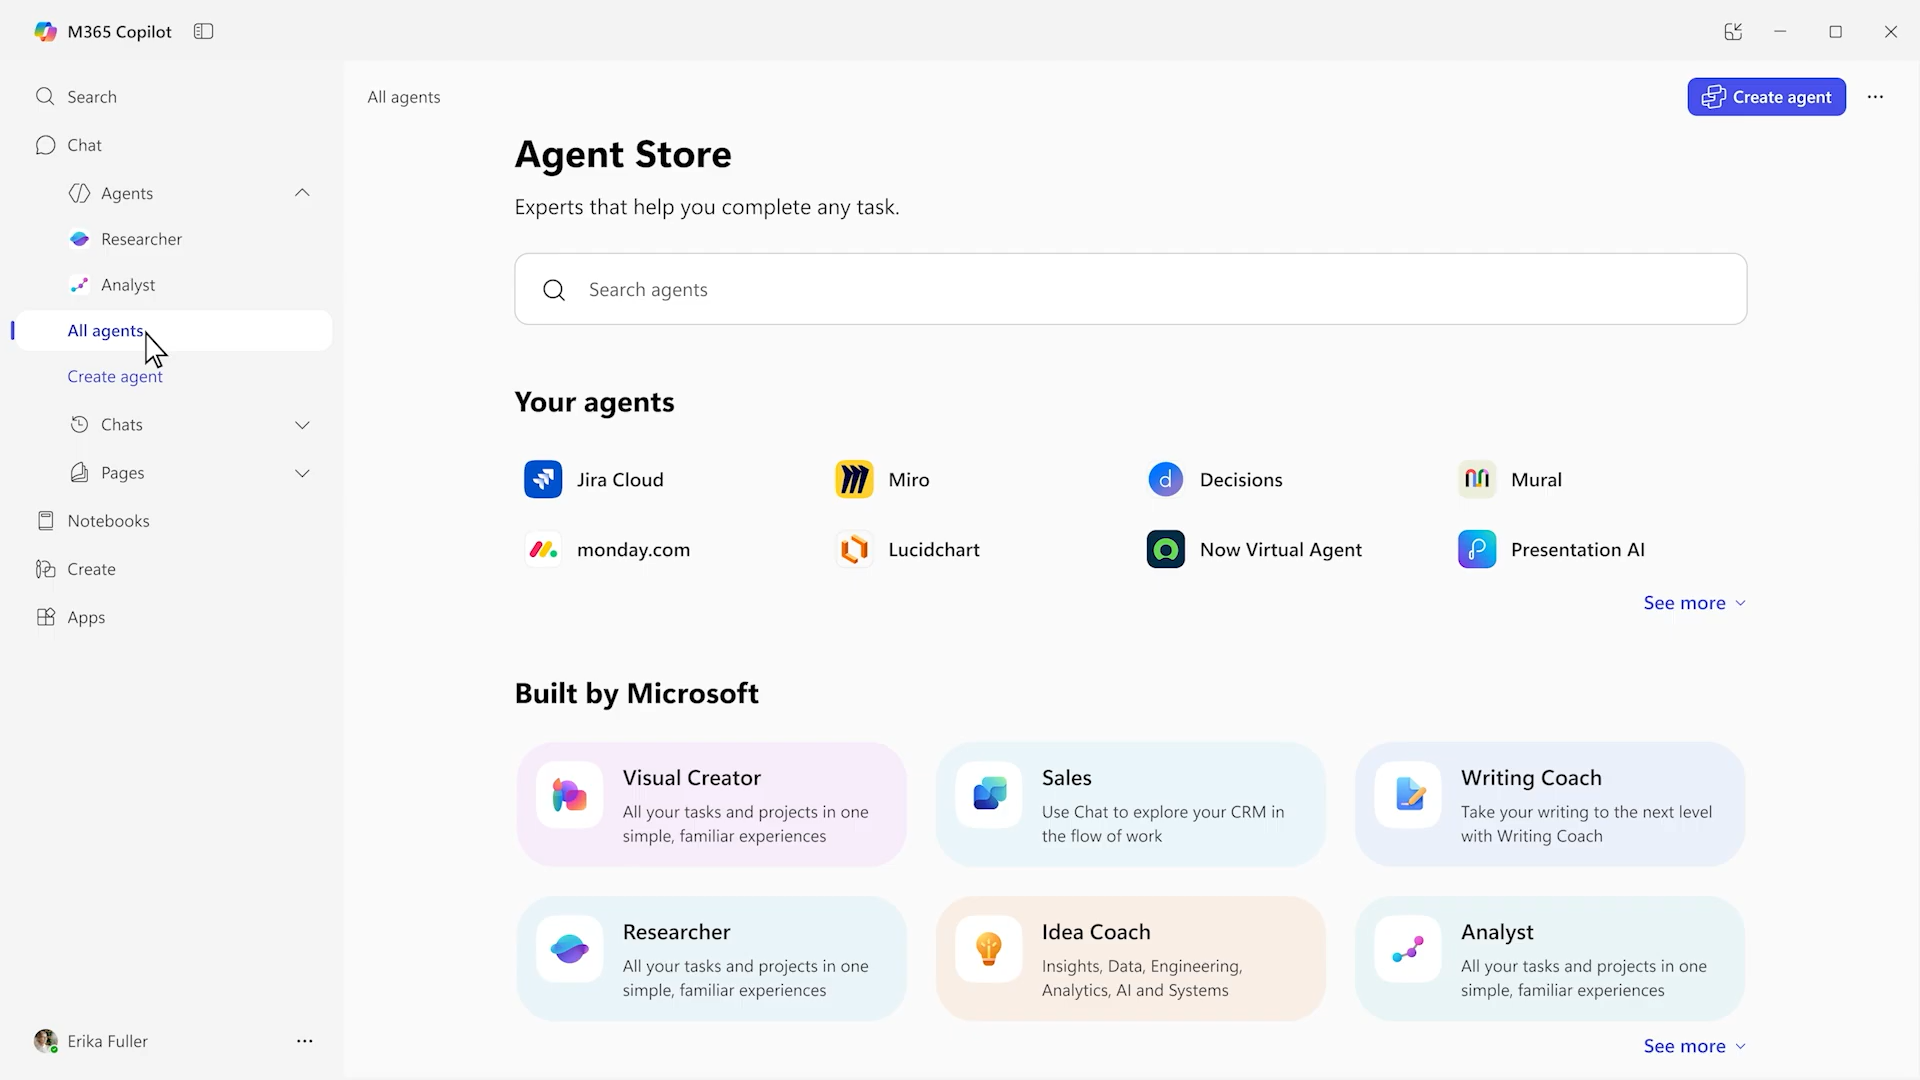 M365 Copilot
Search
Chat
Agents
Researcher
Analyst
All agents
Create agent
Chats
Pages
Notebooks
Create
Apps
Erika Fuller
All agents
Create agent
Agent Store
Experts that help you complete any task.
Search agents
Your agents
Jira Cloud
Miro
Decisions
Mural
monday.com
Lucidchart
Now Virtual Agent
Presentation AI
See more
Built by Microsoft
Visual Creator
All your tasks and projects in one
simple, familiar experiences
Sales
Use Chat to explore your CRM in
the flow of work
Writing Coach
Take your writing to the next level
with Writing Coach
Researcher
All your tasks and projects in one
simple, familiar experiences
Idea Coach
Insights, Data, Engineering,
Analytics, AI and Systems
Analyst
All your tasks and projects in one
simple, familiar experiences
See more